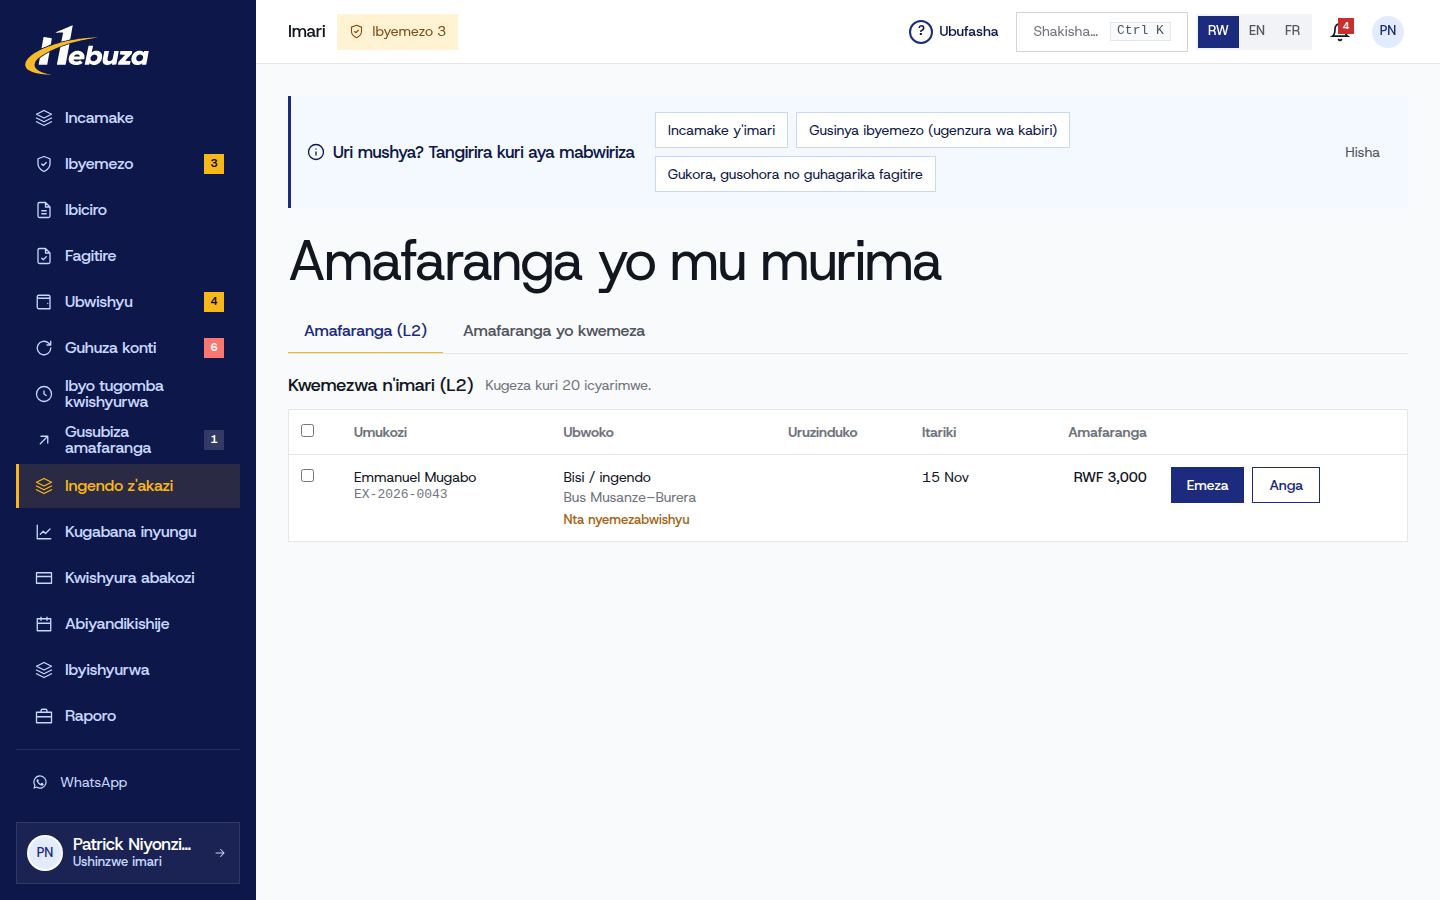 Hebuza
Incamake
Ibyemezo 3
Ibiciro
Fagitire
Ubwishyu 4
Guhuza konti 6
Ibyo tugomba
kwishyurwa
Gusubiza
amafaranga 1
Ingendo z'akazi
Kugabana inyungu
Kwishyura abakozi
Abiyandikishije
Ibyishyurwa
Raporo
WhatsApp
PN Patrick Niyonzi...
Ushinzwe imari
Imari Ibyemezo 3 ? Ubufasha Shakisha... Ctrl K RW EN FR 4 PN
Uri mushya? Tangirira kuri aya mabwiriza
Incamake y'imari Gusinya ibyemezo (ugenzura wa kabiri)
Gukora, gusohora no guhagarika fagitire
Hisha
Amafaranga yo mu murima
Amafaranga (L2) Amafaranga yo kwemeza
Kwemezwa n'imari (L2) Kugeza kuri 20 icyarimwe.
Umukozi Ubwoko Uruzinduko Itariki Amafaranga
Emmanuel Mugabo Bisi / ingendo 15 Nov RWF 3,000 Emeza Anga
EX-2026-0043 Bus Musanze–Burera
Nta nyemezabwishyu